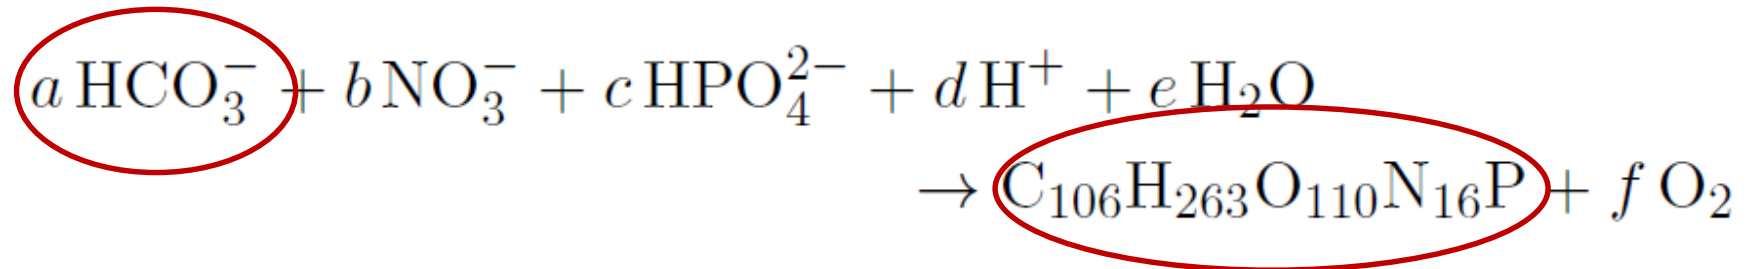 a HCO₃⁻ + b NO₃⁻ + c HPO₄²⁻ + d H⁺ + e H₂O
→ C₁₀₆H₂₆₃O₁₁₀N₁₆P + f O₂